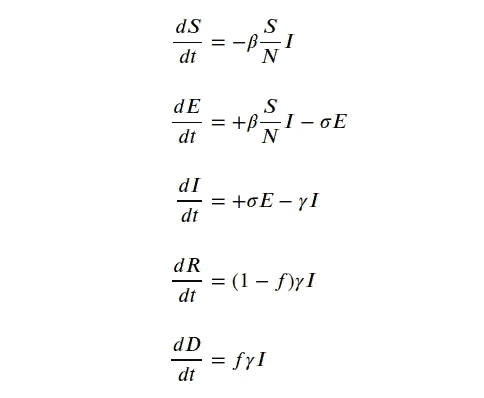 dS/dt = −β S/N I
dE/dt = +β S/N I − σE
dI/dt = +σE − γI
dR/dt = (1 − f)γI
dD/dt = fγI